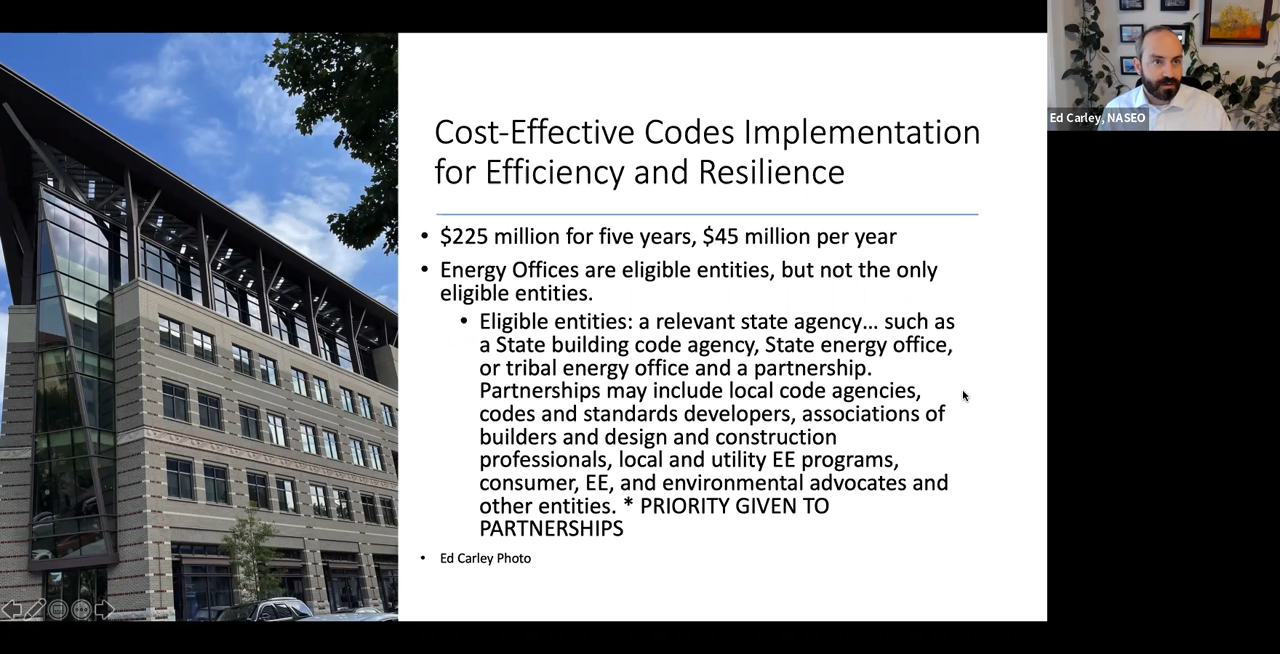 Cost-Effective Codes Implementation
for Efficiency and Resilience
• $225 million for five years, $45 million per year
• Energy Offices are eligible entities, but not the only
eligible entities.
• Eligible entities: a relevant state agency... such as
a State building code agency, State energy office,
or tribal energy office and a partnership.
Partnerships may include local code agencies,
codes and standards developers, associations of
builders and design and construction
professionals, local and utility EE programs,
consumer, EE, and environmental advocates and
other entities. * PRIORITY GIVEN TO
PARTNERSHIPS
• Ed Carley Photo
Ed Carley, NASEO